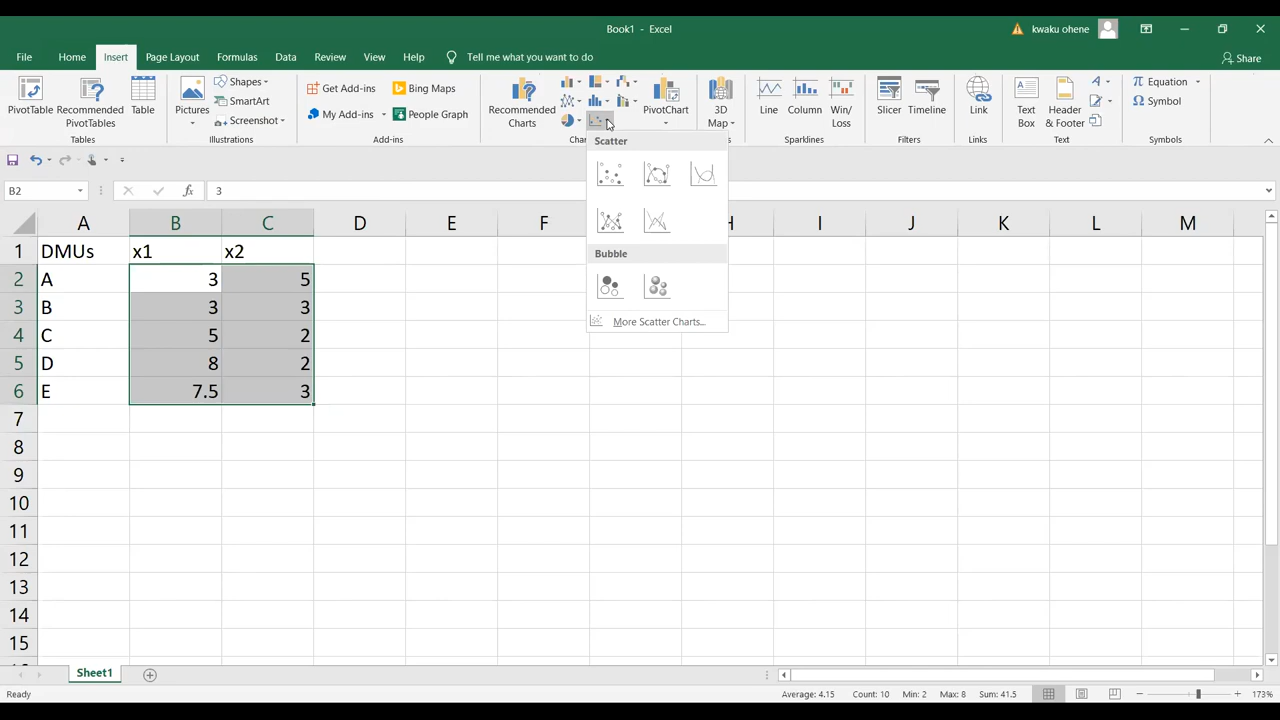 Book1 - Excel
kwaku ohene
File Home Insert Page Layout Formulas Data Review View Help Tell me what you want to do
Share
PivotTable
Recommended
PivotTables
Table
Tables
Pictures
Shapes
SmartArt
Screenshot
Illustrations
Get Add-ins
My Add-ins
Bing Maps
People Graph
Add-ins
Recommended
Charts
PivotChart
3D
Map
Line
Column
Win/
Loss
Sparklines
Slicer
Timeline
Filters
Link
Links
Text
Box
Header
& Footer
Text
Equation
Symbol
Symbols
Scatter
Bubble
More Scatter Charts...
B2
fx
3
A B C D E F H I J K L M
1 DMUs x1 x2
2 A 3 5
3 B 3 3
4 C 5 2
5 D 8 2
6 E 7.5 3
7
8
9
10
11
12
13
14
15
Sheet1
Ready
Average: 4.15 Count: 10 Min: 2 Max: 8 Sum: 41.5
173%